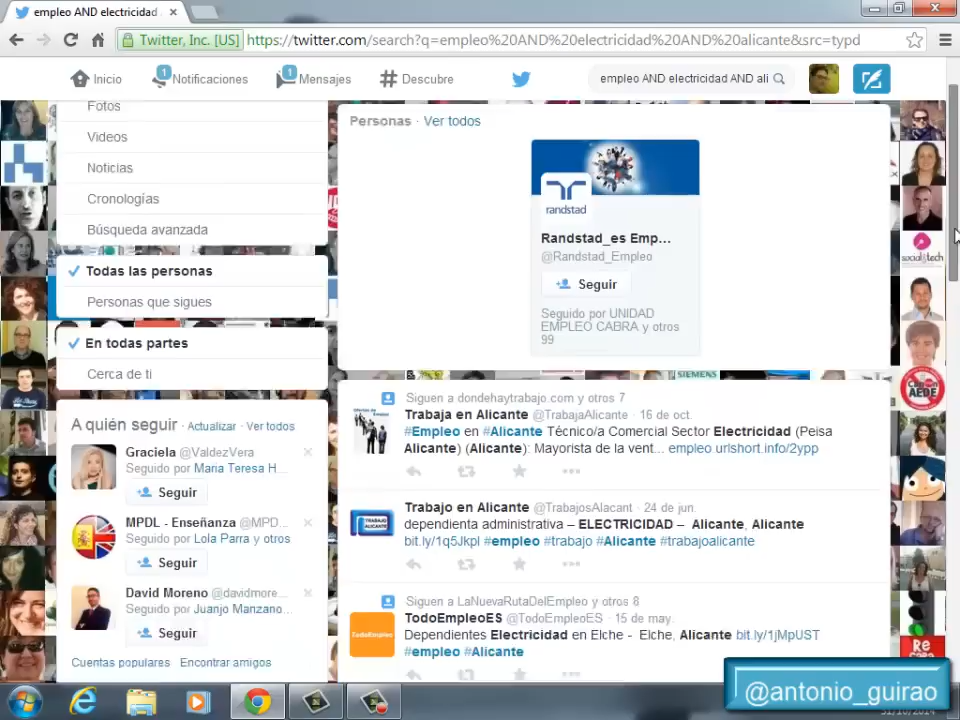 empleo AND electricidad
Twitter, Inc. [US]
https://twitter.com/search?q=empleo%20AND%20electricidad%20AND%20alicante&src=typd
Inicio
1
Notificaciones
1
Mensajes
Descubre
empleo AND electricidad AND ali
Fotos
Videos
Noticias
Cronologías
Búsqueda avanzada
Todas las personas
Personas que sigues
En todas partes
Cerca de ti
A quién seguir · Actualizar · Ver todos
Graciela @ValdezVera
Seguido por Maria Teresa H...
Seguir
MPDL - Enseñanza @MPD...
Seguido por Lola Parra y otros
Seguir
David Moreno @davidmore...
Seguido por Juanjo Manzano...
Seguir
Cuentas populares Encontrar amigos
Personas · Ver todos
randstad
Randstad_es Emp...
@Randstad_Empleo
Seguir
Seguido por UNIDAD
EMPLEO CABRA y otros
99
SIEMENS
Siguen a dondehaytrabajo.com y otros 7
Trabaja en Alicante @TrabajaAlicante · 16 de oct.
#Empleo en #Alicante Técnico/a Comercial Sector Electricidad (Peisa
Alicante) (Alicante): Mayorista de la vent... empleo urlshort.info/2ypp
TRABAJO
ALICANTE
Trabajo en Alicante @TrabajosAlacant · 24 de jun.
dependienta administrativa – ELECTRICIDAD – Alicante, Alicante
bit.ly/1q5Jkpl #empleo #trabajo #Alicante #trabajoalicante
Siguen a LaNuevaRutaDelEmpleo y otros 8
TodoEmpleo
TodoEmpleoES @TodoEmpleoES · 15 de may.
Dependientes Electricidad en Elche - Elche, Alicante bit.ly/1jMpUST
#empleo #Alicante
@antonio_guirao